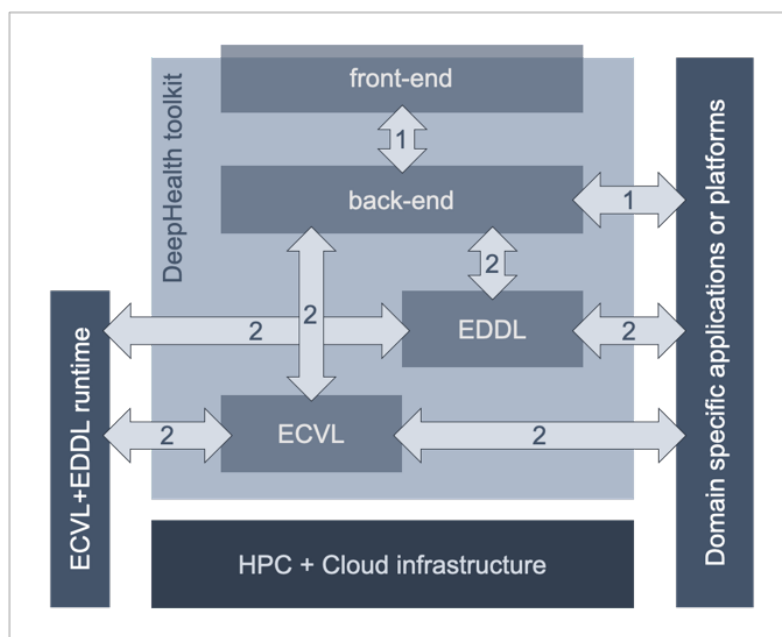 front-end
DeepHealth toolkit
1
back-end
1
Domain specific applications or platforms
2
2
2
EDDL
2
ECVL+EDDL runtime
2
ECVL
2
HPC + Cloud infrastructure